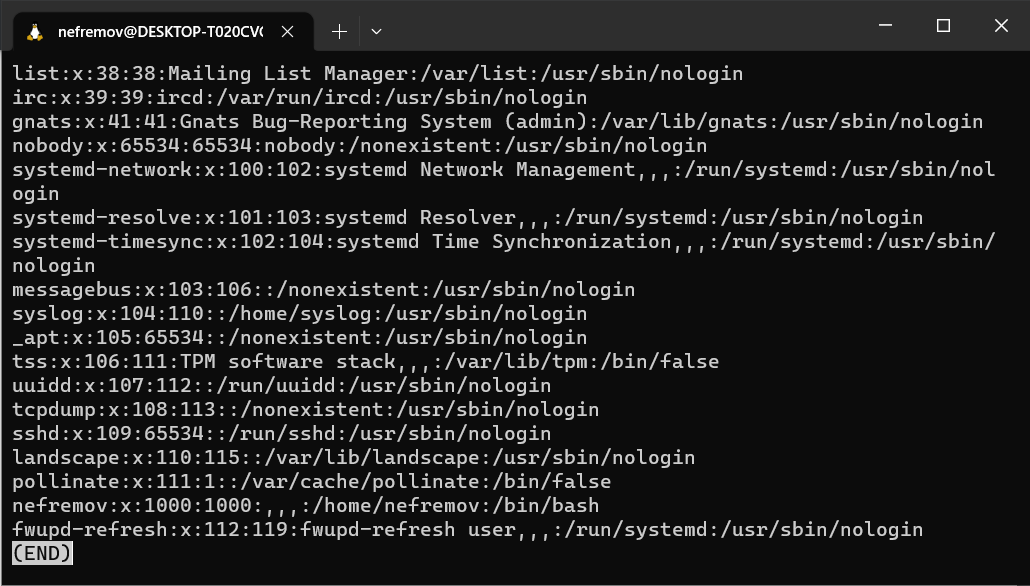 nefremov@DESKTOP-T020CV
list:x:38:38:Mailing List Manager:/var/list:/usr/sbin/nologin
irc:x:39:39:ircd:/var/run/ircd:/usr/sbin/nologin
gnats:x:41:41:Gnats Bug-Reporting System (admin):/var/lib/gnats:/usr/sbin/nologin
nobody:x:65534:65534:nobody:/nonexistent:/usr/sbin/nologin
systemd-network:x:100:102:systemd Network Management,,,:/run/systemd:/usr/sbin/nol
ogin
systemd-resolve:x:101:103:systemd Resolver,,,:/run/systemd:/usr/sbin/nologin
systemd-timesync:x:102:104:systemd Time Synchronization,,,:/run/systemd:/usr/sbin/
nologin
messagebus:x:103:106::/nonexistent:/usr/sbin/nologin
syslog:x:104:110::/home/syslog:/usr/sbin/nologin
_apt:x:105:65534::/nonexistent:/usr/sbin/nologin
tss:x:106:111:TPM software stack,,,:/var/lib/tpm:/bin/false
uuidd:x:107:112::/run/uuidd:/usr/sbin/nologin
tcpdump:x:108:113::/nonexistent:/usr/sbin/nologin
sshd:x:109:65534::/run/sshd:/usr/sbin/nologin
landscape:x:110:115::/var/lib/landscape:/usr/sbin/nologin
pollinate:x:111:1::/var/cache/pollinate:/bin/false
nefremov:x:1000:1000:,,,:/home/nefremov:/bin/bash
fwupd-refresh:x:112:119:fwupd-refresh user,,,:/run/systemd:/usr/sbin/nologin
(END)